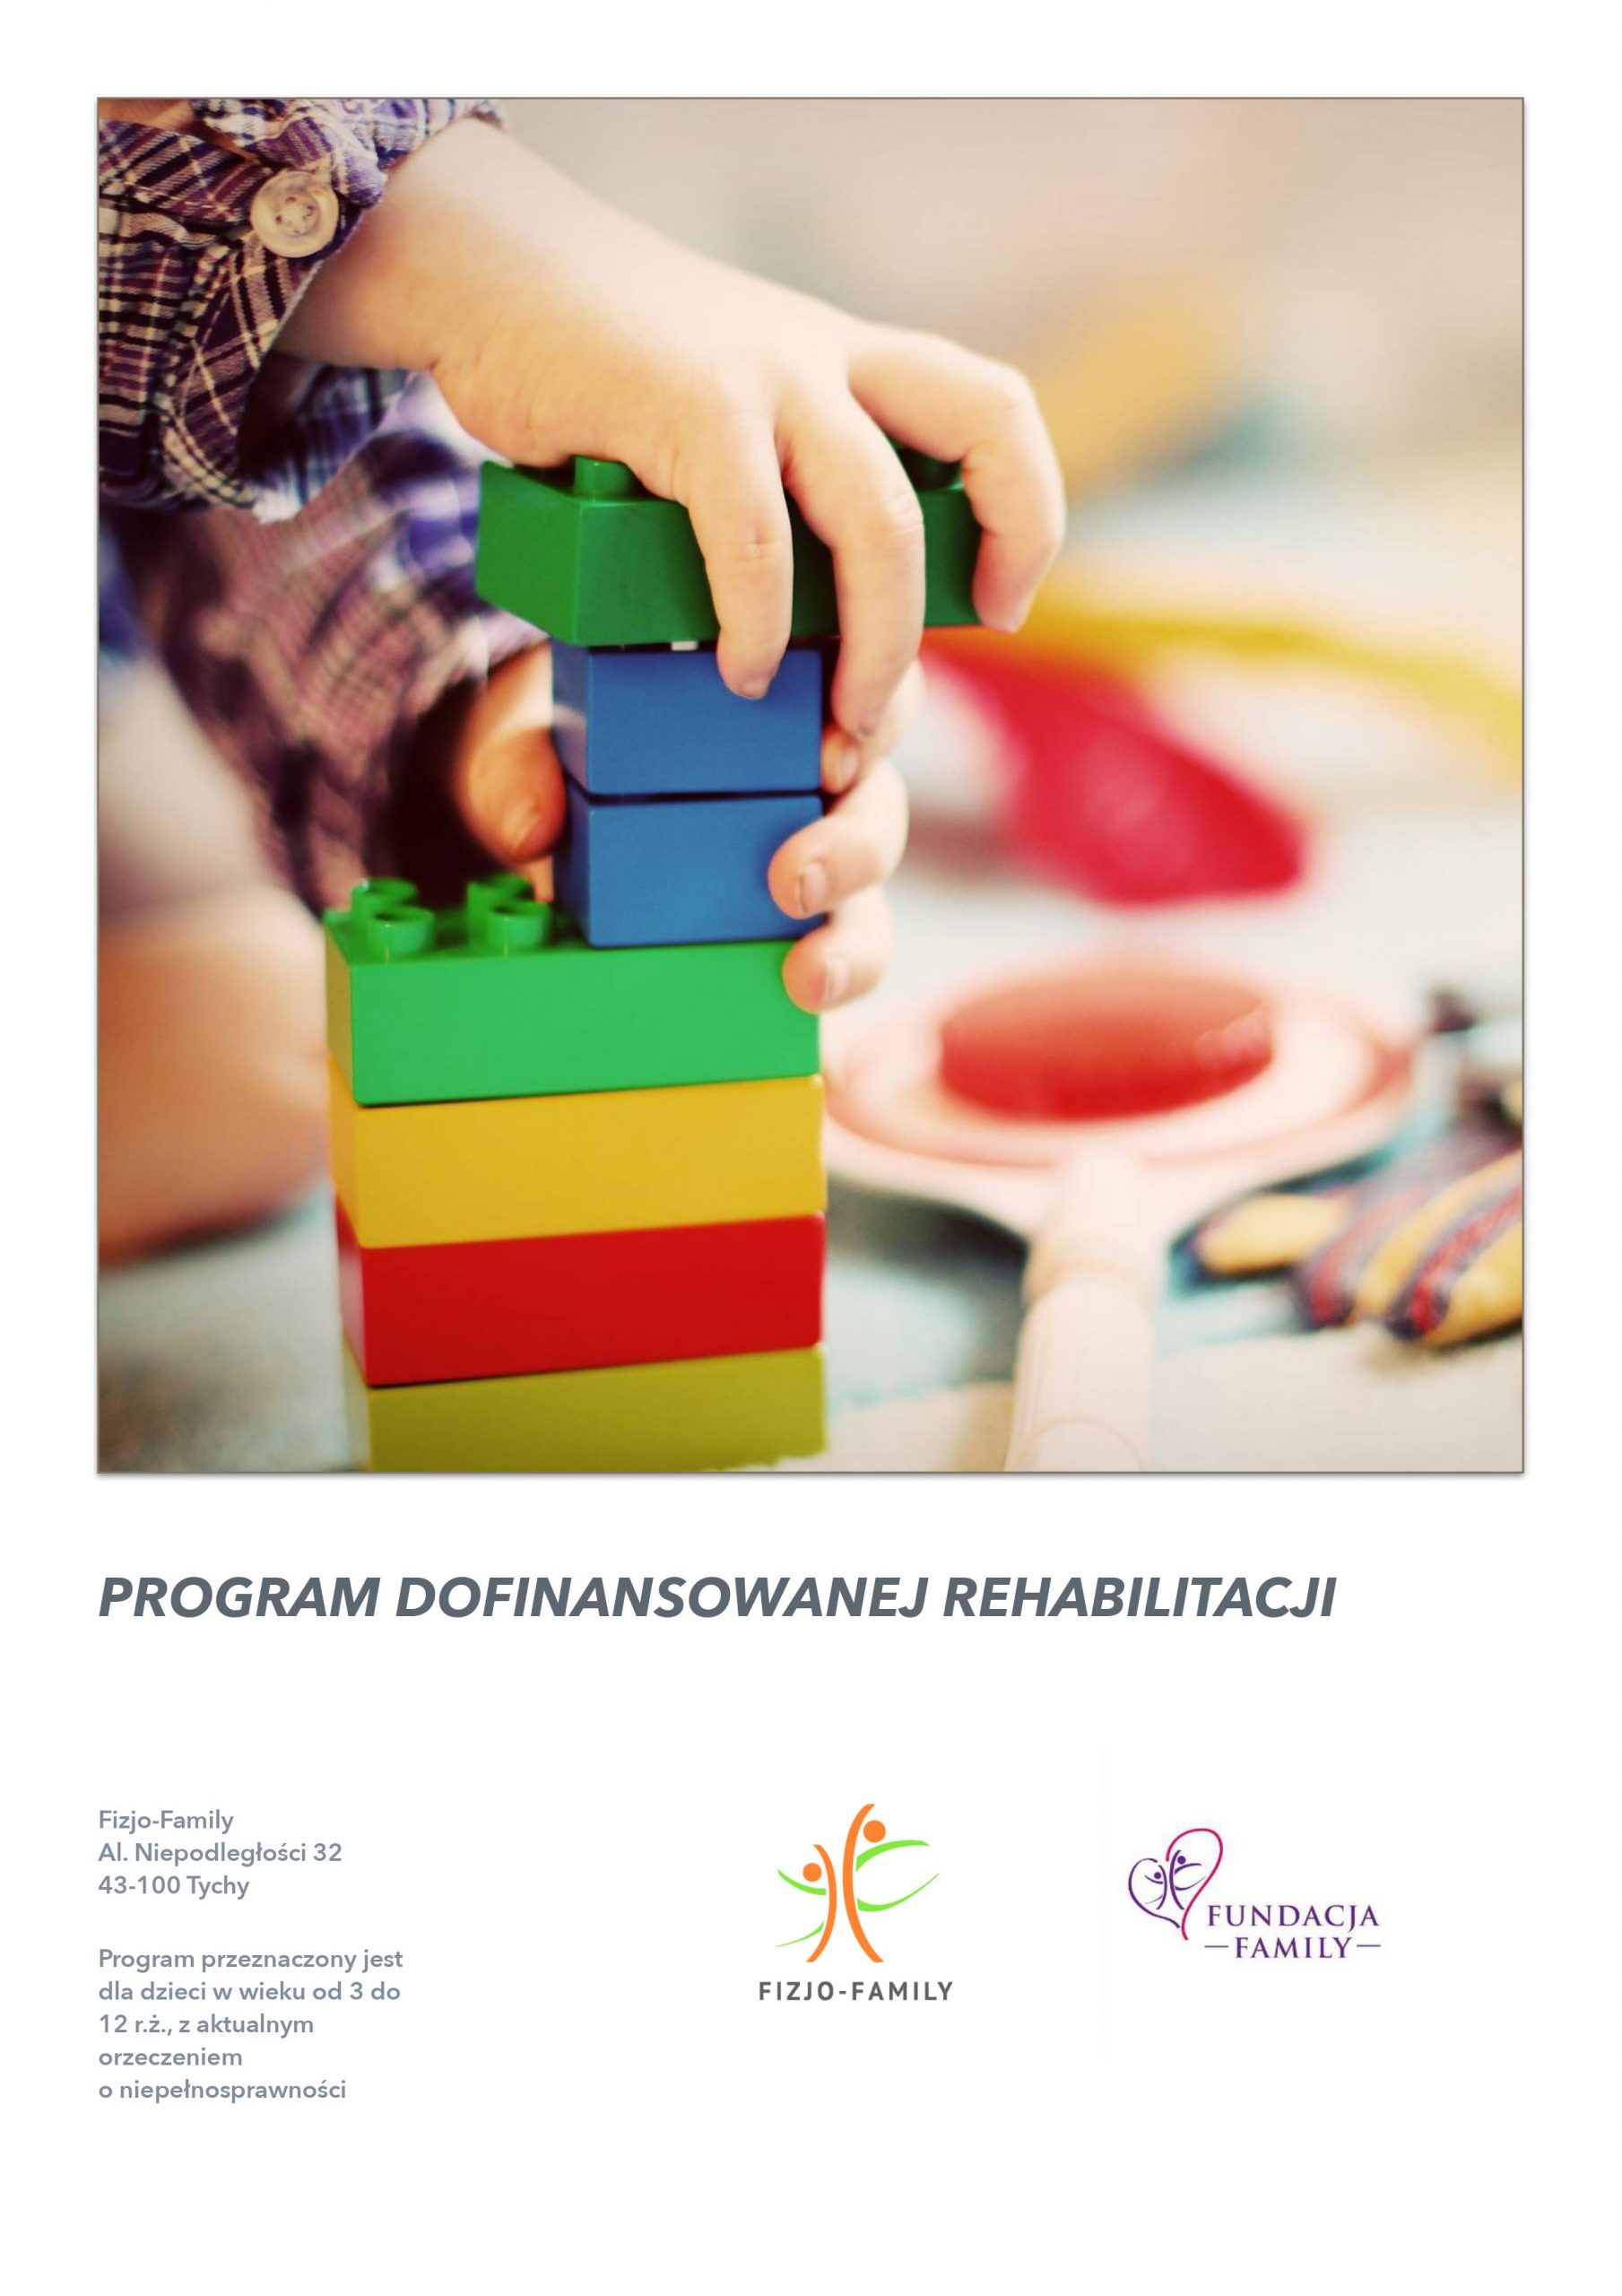 PROGRAM DOFINANSOWANEJ REHABILITACJI
Fizjo-Family
Al. Niepodległości 32
43-100 Tychy
Program przeznaczony jest
dla dzieci w wieku od 3 do
12 r.ż., z aktualnym
orzeczeniem
o niepełnosprawności
FIZJO-FAMILY
FUNDACJA
FAMILY